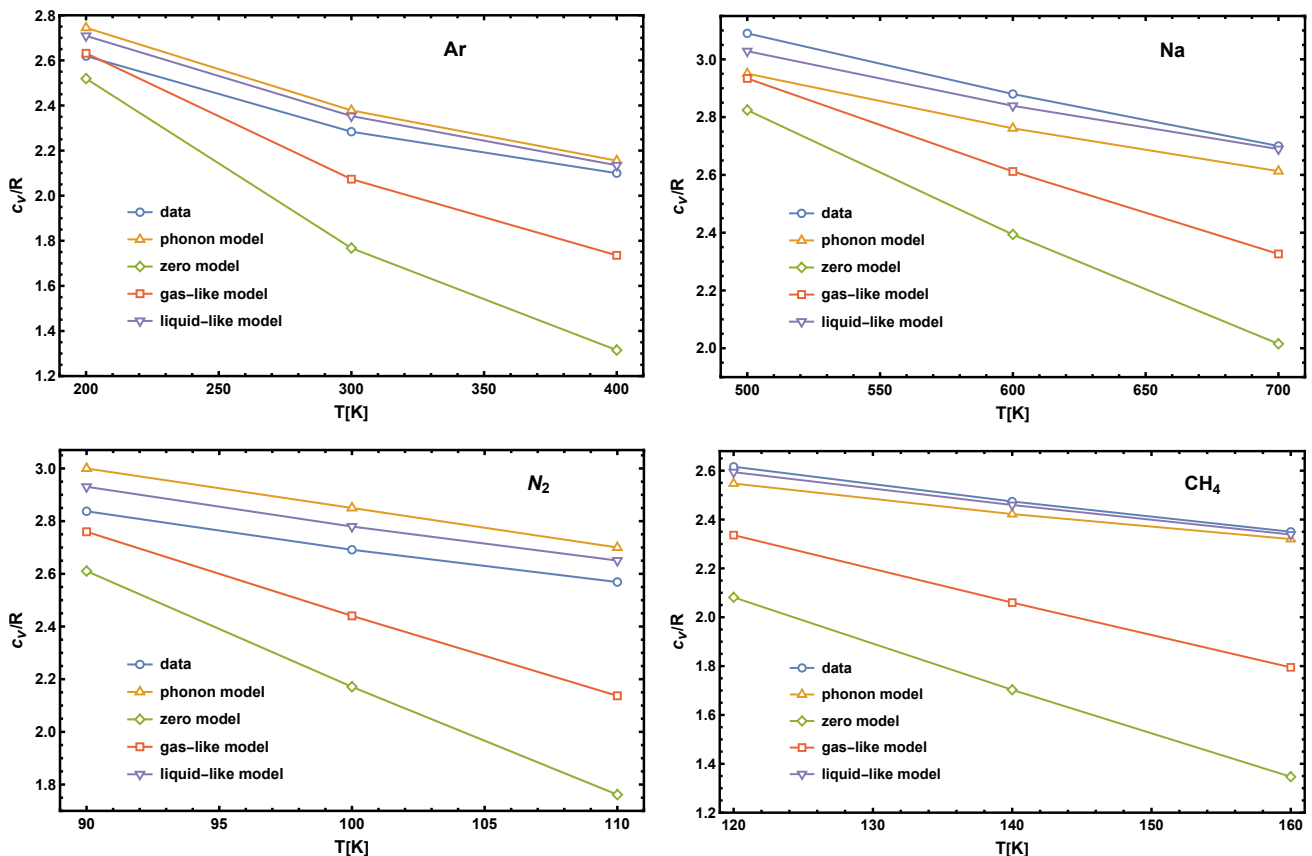 Ar
c_v/R
2.8
2.6
2.4
2.2
2.0
1.8
1.6
1.4
1.2
data
phonon model
zero model
gas-like model
liquid-like model
200 250 300 350 400
T[K]
Na
c_v/R
3.0
2.8
2.6
2.4
2.2
2.0
data
phonon model
zero model
gas-like model
liquid-like model
500 550 600 650 700
T[K]
N₂
c_v/R
3.0
2.8
2.6
2.4
2.2
2.0
1.8
data
phonon model
zero model
gas-like model
liquid-like model
90 95 100 105 110
T[K]
CH₄
c_v/R
2.6
2.4
2.2
2.0
1.8
1.6
1.4
1.2
data
phonon model
zero model
gas-like model
liquid-like model
120 130 140 150 160
T[K]